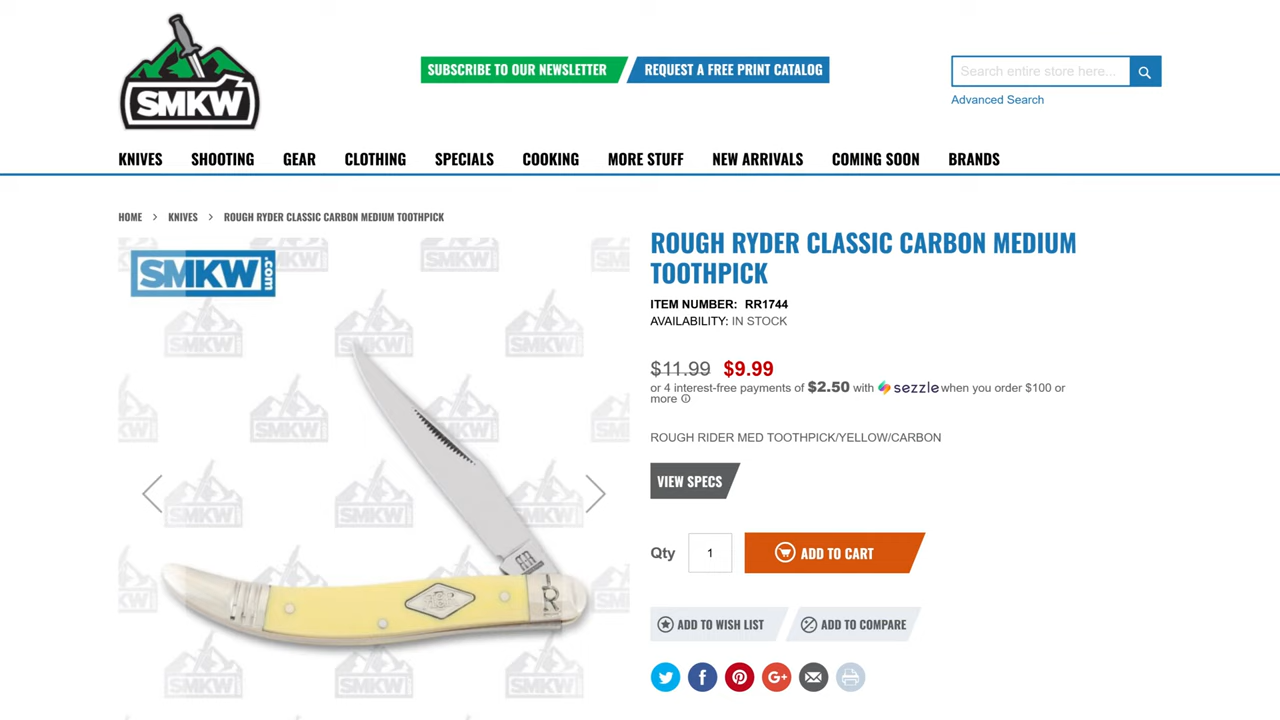 SMKW
SUBSCRIBE TO OUR NEWSLETTER
REQUEST A FREE PRINT CATALOG
Search entire store here...
Advanced Search
KNIVES
SHOOTING
GEAR
CLOTHING
SPECIALS
COOKING
MORE STUFF
NEW ARRIVALS
COMING SOON
BRANDS
HOME > KNIVES > ROUGH RYDER CLASSIC CARBON MEDIUM TOOTHPICK
SMKW.com
ROUGH RYDER CLASSIC CARBON MEDIUM
TOOTHPICK
ITEM NUMBER: RR1744
AVAILABILITY: IN STOCK
$11.99 $9.99
or 4 interest-free payments of $2.50 with sezzle when you order $100 or
more
ROUGH RIDER MED TOOTHPICK/YELLOW/CARBON
VIEW SPECS
Qty 1 ADD TO CART
ADD TO WISH LIST
ADD TO COMPARE